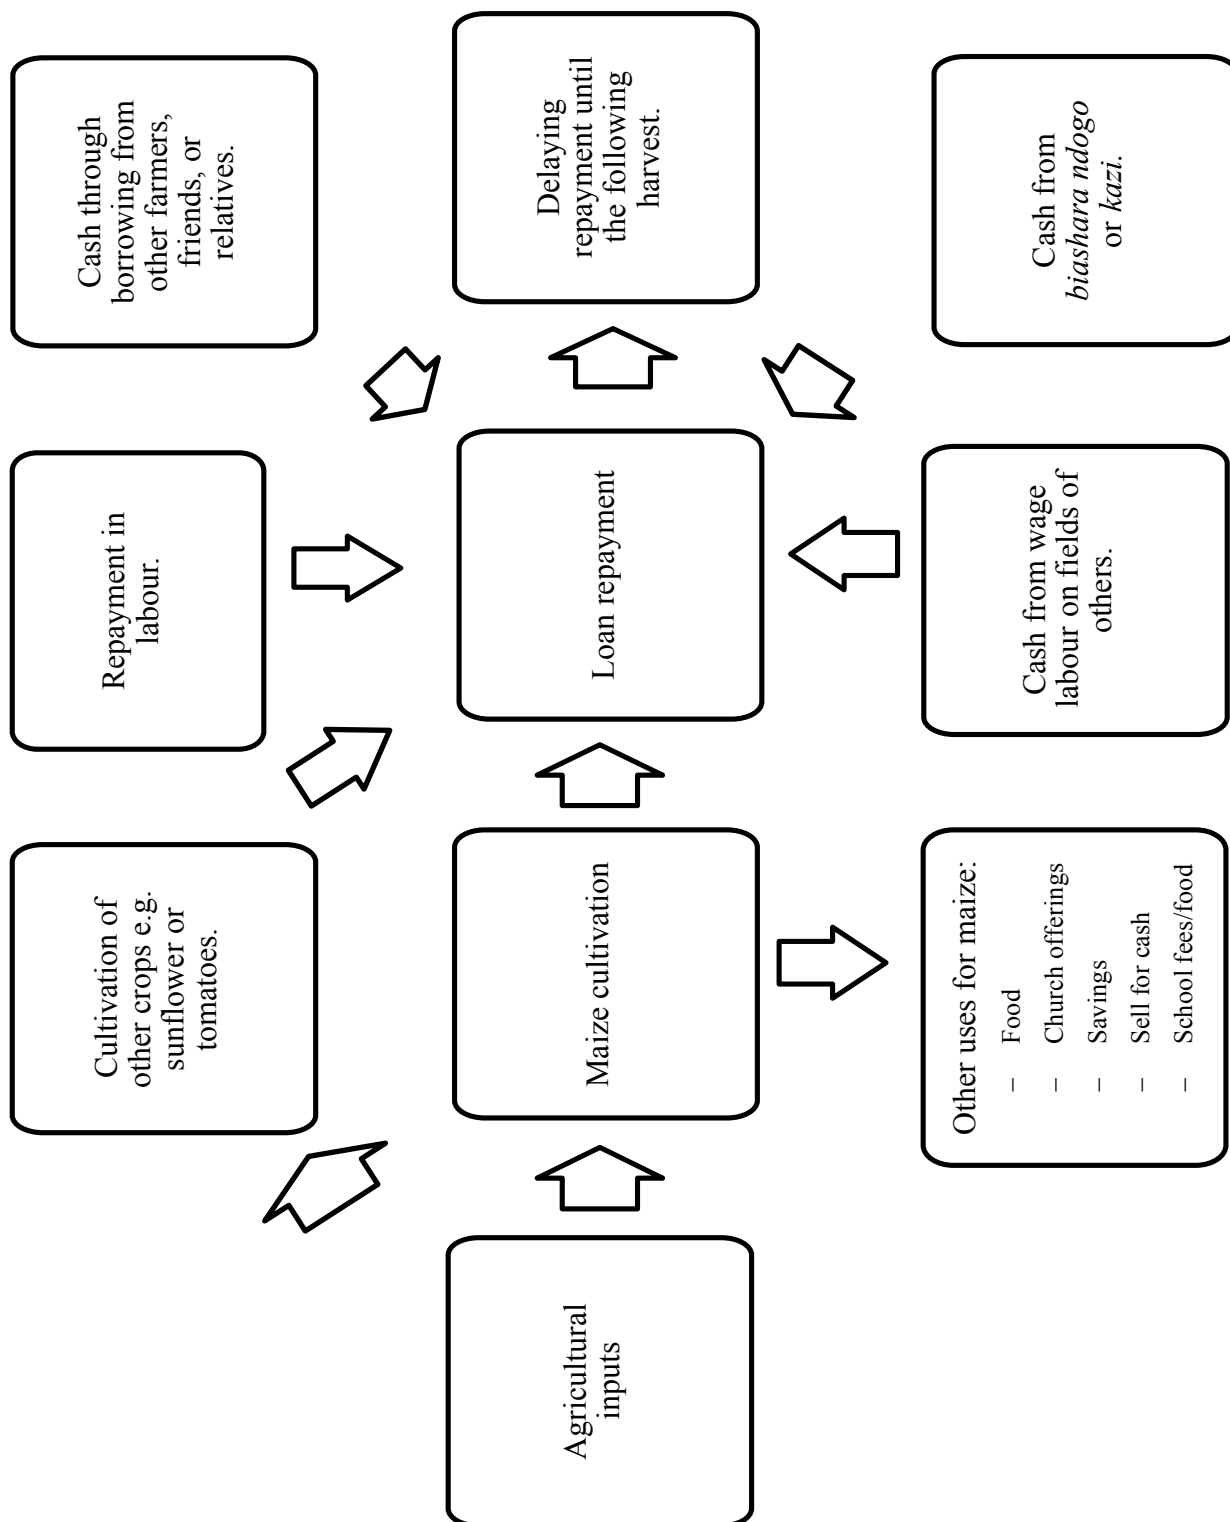 Agricultural
inputs
Cultivation of
other crops e.g.
sunflower or
tomatoes.
Maize cultivation
Other uses for maize:
– Food
– Church offerings
– Savings
– Sell for cash
– School fees/food
Repayment in
labour.
Loan repayment
Cash from wage
labour on fields of
others.
Cash through
borrowing from
other farmers,
friends, or
relatives.
Delaying
repayment until
the following
harvest.
Cash from
biashara ndogo
or kazi.